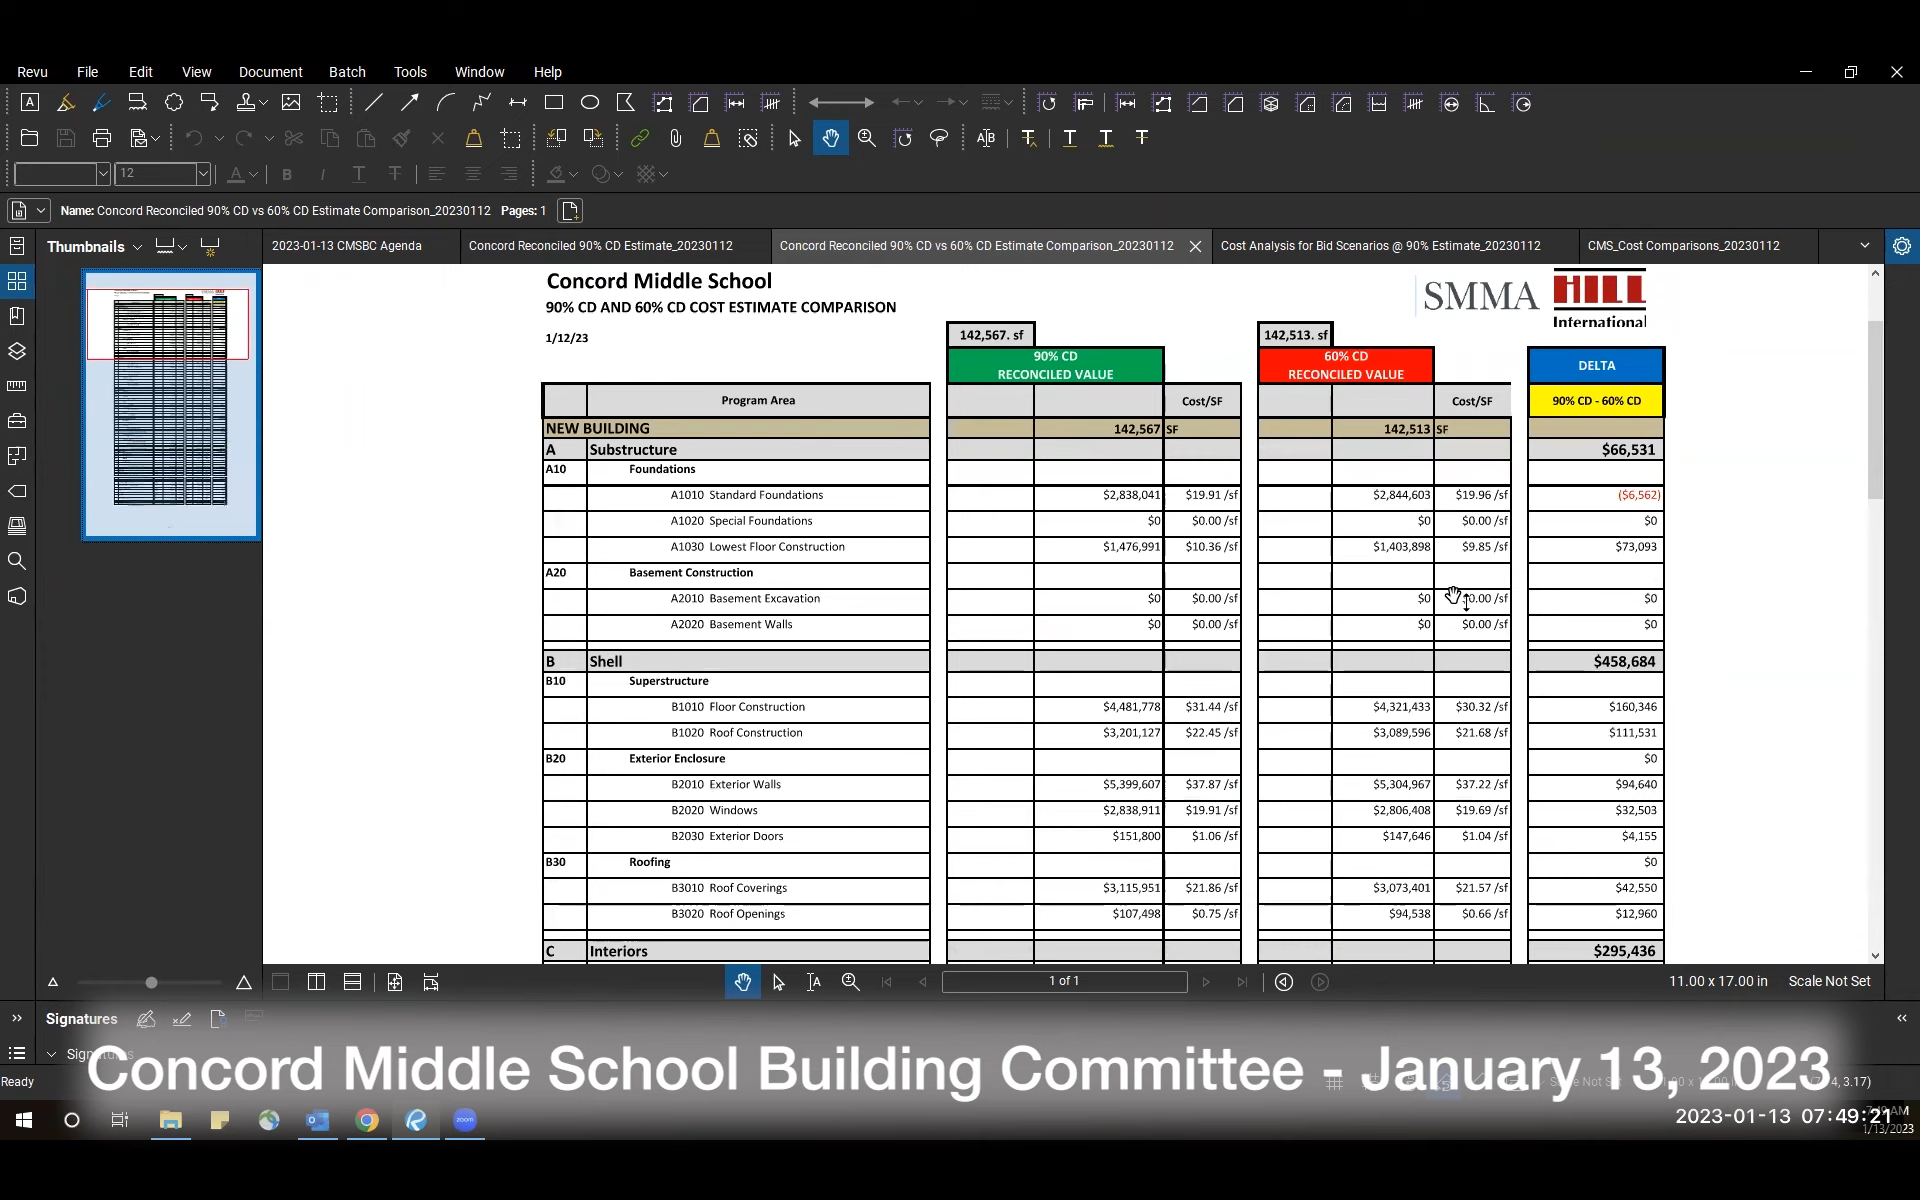 Revu File Edit View Document Batch Tools Window Help
12
Name: Concord Reconciled 90% CD vs 60% CD Estimate Comparison_20230112 Pages: 1
Thumbnails
2023-01-13 CMSBC Agenda
Concord Reconciled 90% CD Estimate_20230112
Concord Reconciled 90% CD vs 60% CD Estimate Comparison_20230112
Cost Analysis for Bid Scenarios @ 90% Estimate_20230112
CMS_Cost Comparisons_20230112
Concord Middle School
90% CD AND 60% CD COST ESTIMATE COMPARISON
1/12/23
SMMA
HILL
International
142,567. sf 142,513. sf
90% CD RECONCILED VALUE
60% CD RECONCILED VALUE
DELTA
Program Area Cost/SF Cost/SF 90% CD - 60% CD
NEW BUILDING 142,567 SF 142,513 SF
A Substructure $66,531
A10 Foundations
A1010 Standard Foundations $2,838,041 $19.91 /sf $2,844,603 $19.96 /sf ($6,562)
A1020 Special Foundations $0 $0.00 /sf $0 $0.00 /sf $0
A1030 Lowest Floor Construction $1,476,991 $10.36 /sf $1,403,898 $9.85 /sf $73,093
A20 Basement Construction
A2010 Basement Excavation $0 $0.00 /sf $0 0.00 /sf $0
A2020 Basement Walls $0 $0.00 /sf $0 $0.00 /sf $0
B Shell $458,684
B10 Superstructure
B1010 Floor Construction $4,481,778 $31.44 /sf $4,321,433 $30.32 /sf $160,346
B1020 Roof Construction $3,201,127 $22.45 /sf $3,089,596 $21.68 /sf $111,531
B20 Exterior Enclosure $0
B2010 Exterior Walls $5,399,607 $37.87 /sf $5,304,967 $37.22 /sf $94,640
B2020 Windows $2,838,911 $19.91 /sf $2,806,408 $19.69 /sf $32,503
B2030 Exterior Doors $151,800 $1.06 /sf $147,646 $1.04 /sf $4,155
B30 Roofing $0
B3010 Roof Coverings $3,115,951 $21.86 /sf $3,073,401 $21.57 /sf $42,550
B3020 Roof Openings $107,498 $0.75 /sf $94,538 $0.66 /sf $12,960
C Interiors $295,436
1 of 1
11.00 x 17.00 in Scale Not Set
Signatures
Signatures
Concord Middle School Building Committee - January 13, 2023
Ready
zoom
2023-01-13 07:49:21
1/13/2023